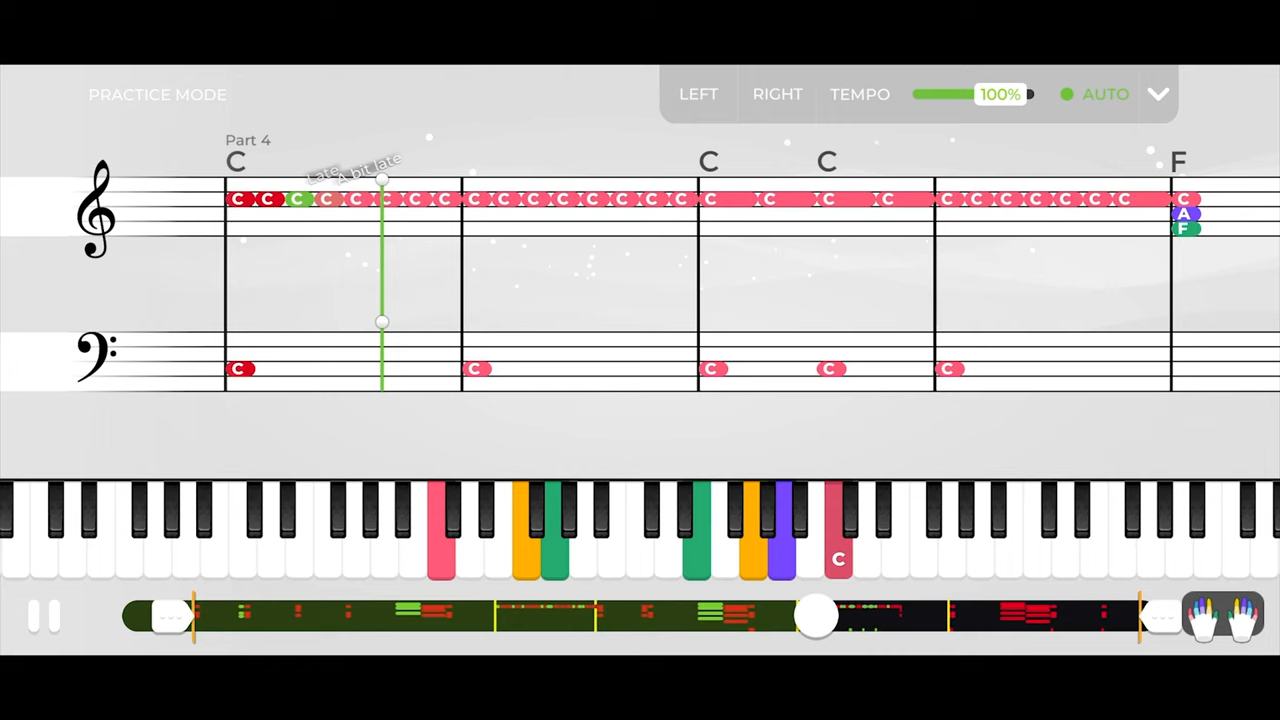 PRACTICE MODE
LEFT RIGHT TEMPO 100% AUTO
Part 4
Late A bit late
C C C F
C C C C C C C C C C C C C C C C C C C C C C C C C C C C
A
F
C C C C C
C